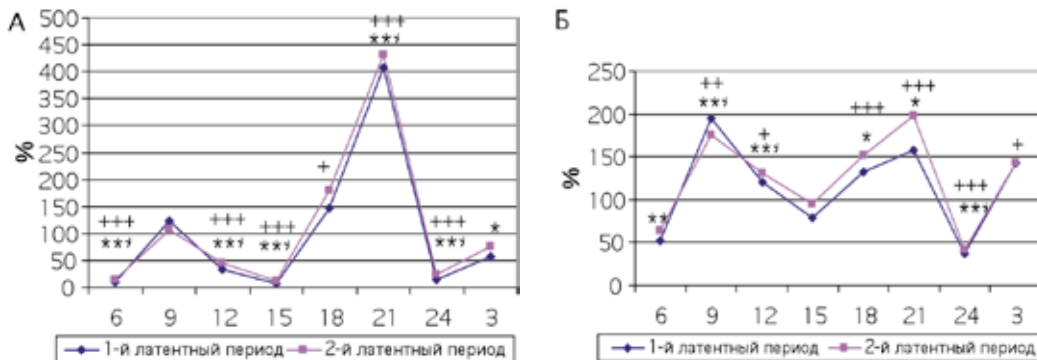 А
500
450
400
350
300
250
200
150
100
50
0
%
+++ +++ +++ + +++ +++
*** *** *** *** *** *
6 9 12 15 18 21 24 3
1-й латентный период 2-й латентный период
Б
250
200
150
100
50
0
%
++ + +++ +++ +++ +
** *** *** * * ***
6 9 12 15 18 21 24 3
1-й латентный период 2-й латентный период